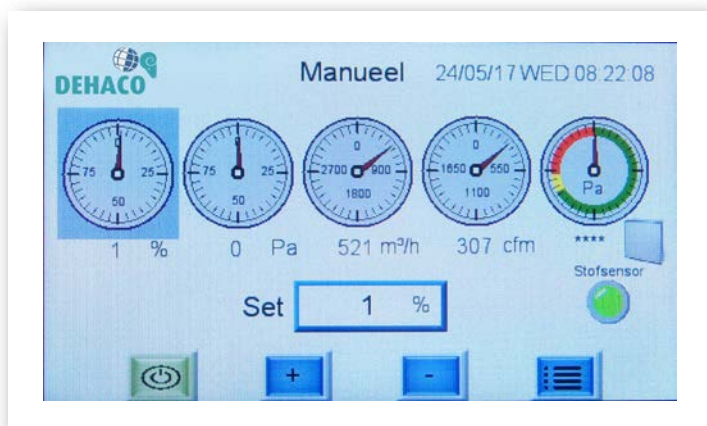 DEHACO
Manueel
24/05/17 WED 08:22:08
0
75 25
50
0
75 25
50
0
2700 900
1800
0
1650 550
1100
Pa
1 %
0 Pa
521 m³/h
307 cfm
****
Stofsensor
Set 1 %
+ -